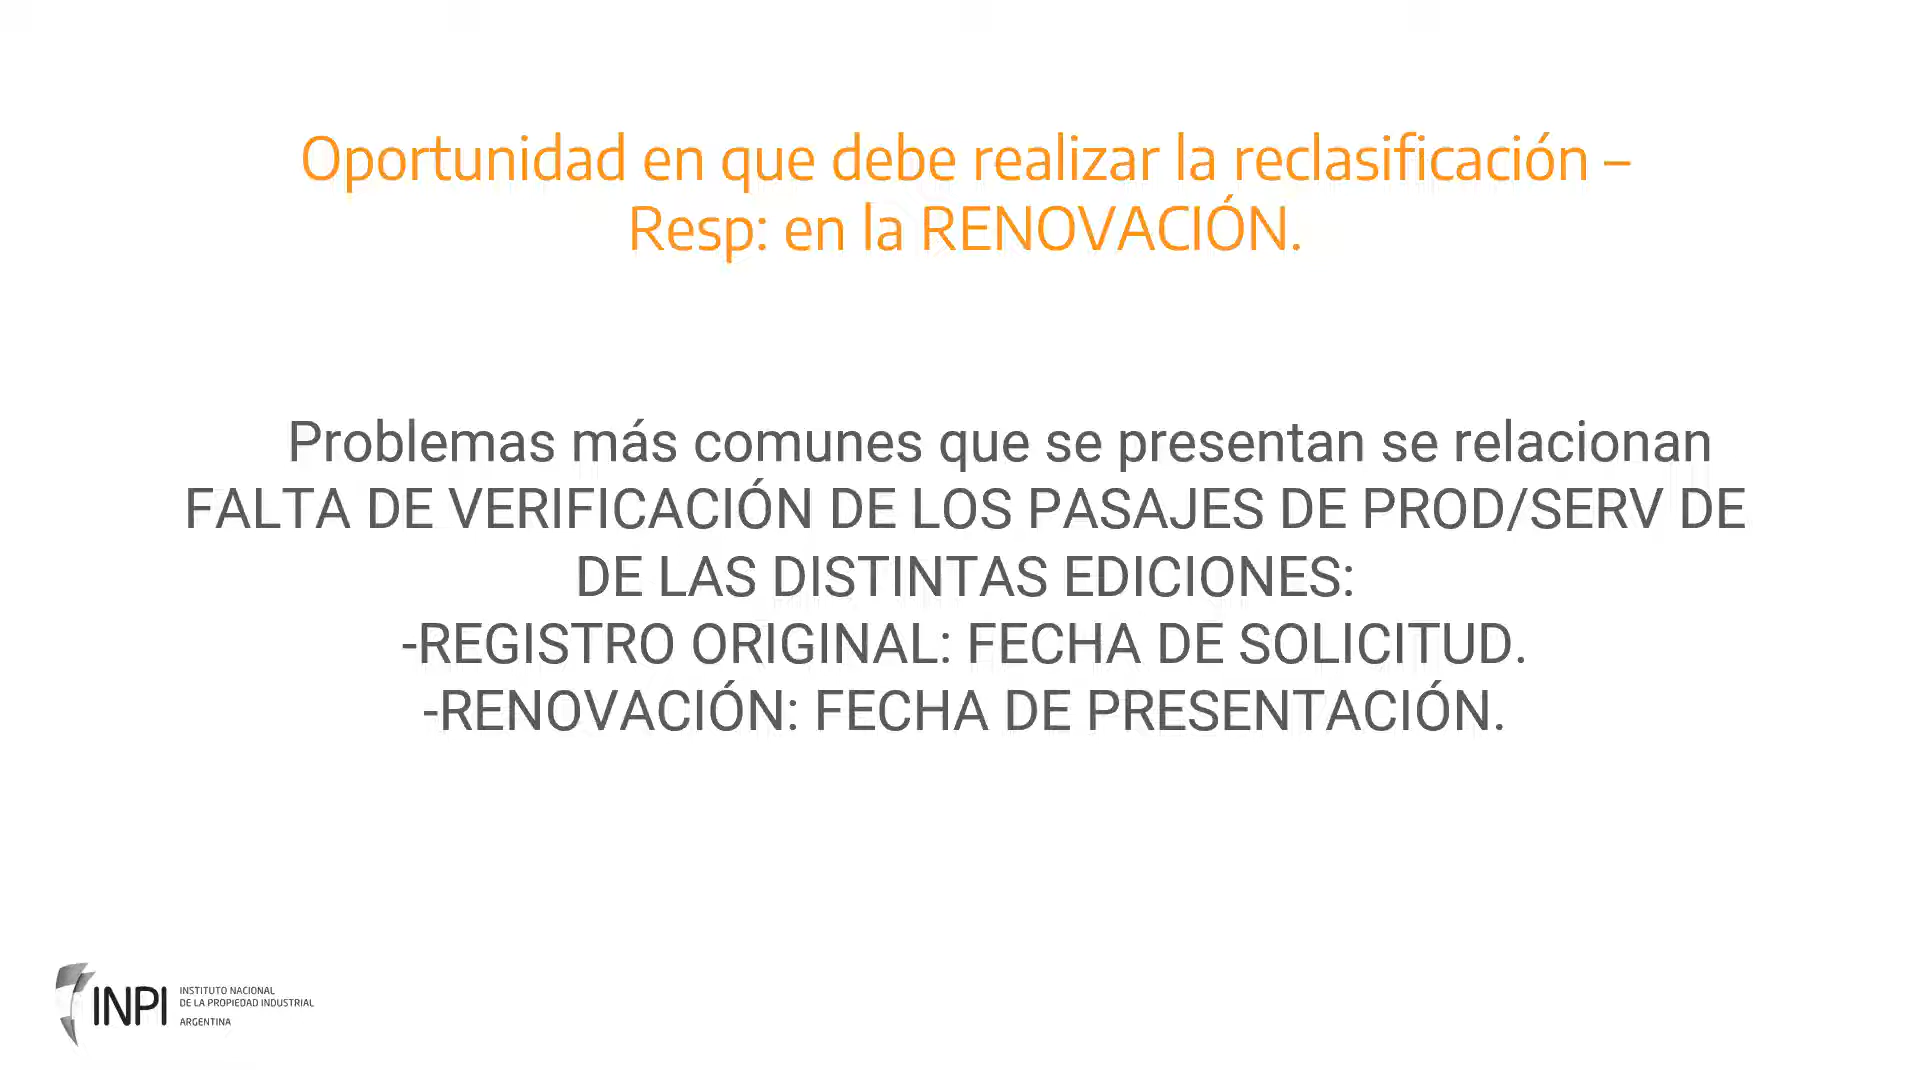 Oportunidad en que debe realizar la reclasificación –
Resp: en la RENOVACIÓN.
Problemas más comunes que se presentan se relacionan
FALTA DE VERIFICACIÓN DE LOS PASAJES DE PROD/SERV DE
DE LAS DISTINTAS EDICIONES:
-REGISTRO ORIGINAL: FECHA DE SOLICITUD.
-RENOVACIÓN: FECHA DE PRESENTACIÓN.
INPI
INSTITUTO NACIONAL
DE LA PROPIEDAD INDUSTRIAL
ARGENTINA